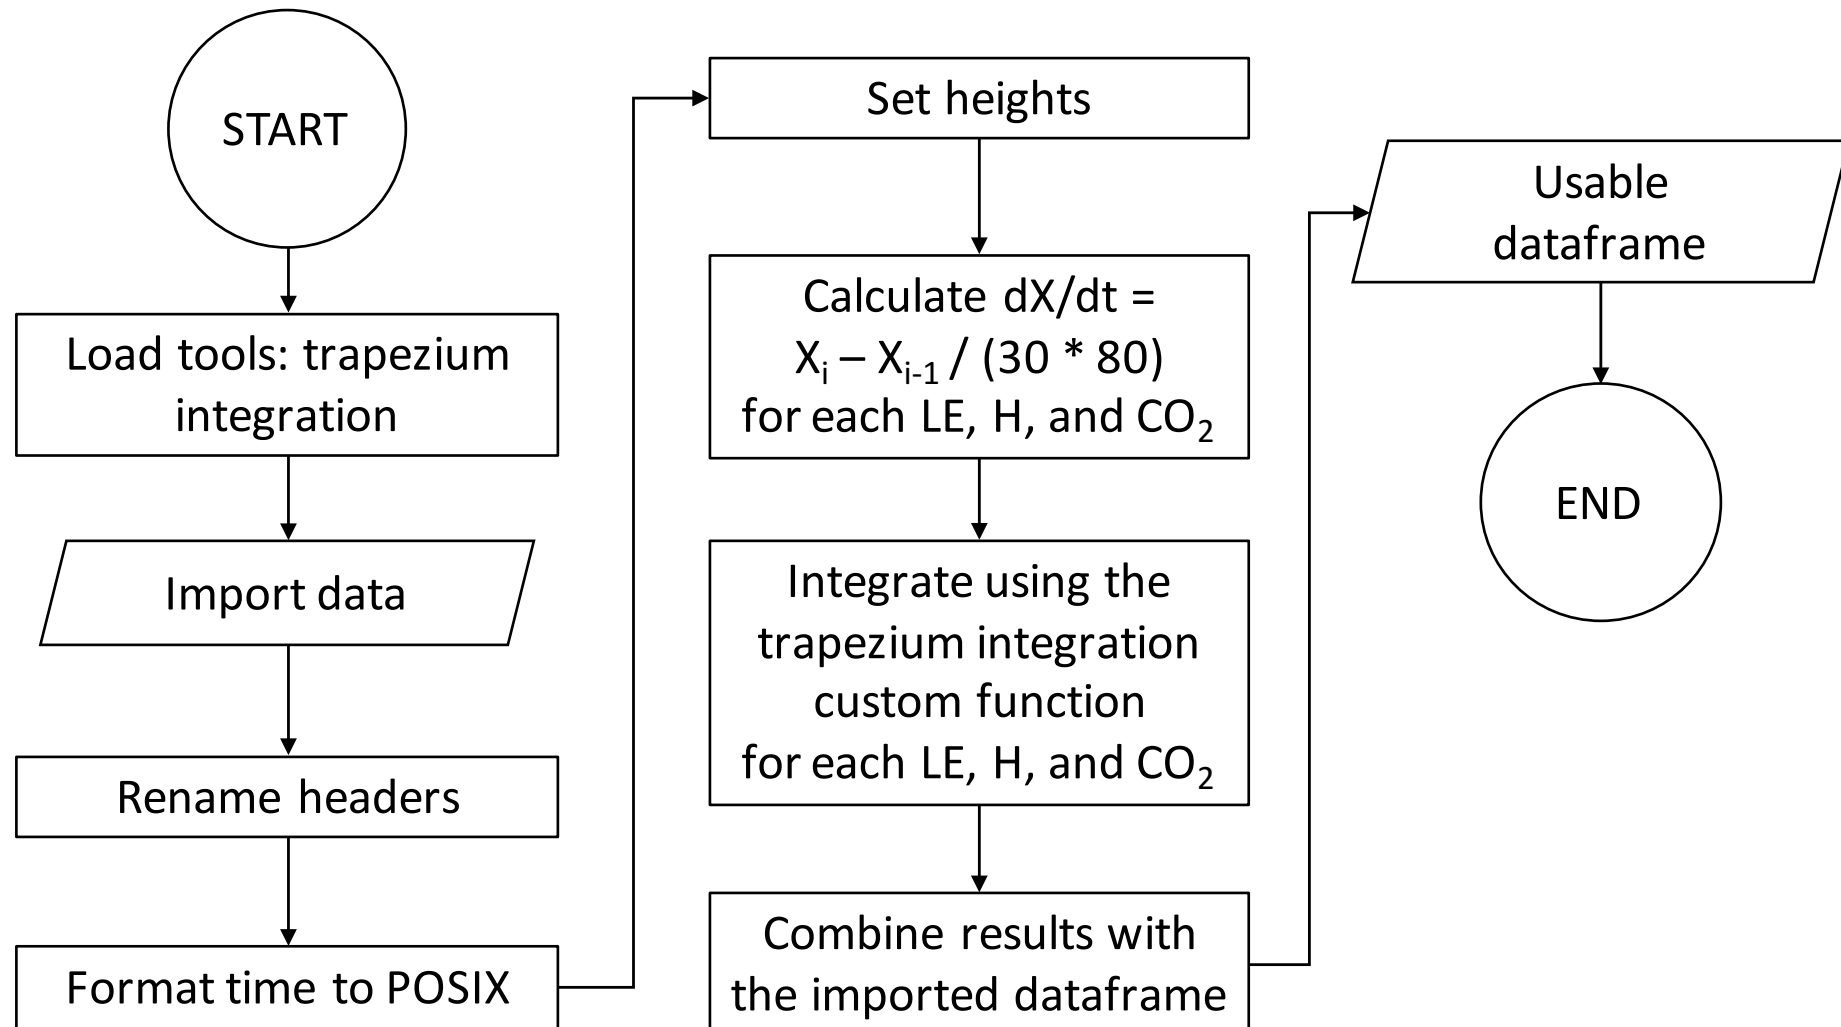 START
Load tools: trapezium
integration
Import data
Rename headers
Format time to POSIX
Set heights
Calculate dX/dt =
Xᵢ – Xᵢ₋₁ / (30 * 80)
for each LE, H, and CO₂
Integrate using the
trapezium integration
custom function
for each LE, H, and CO₂
Combine results with
the imported dataframe
Usable
dataframe
END